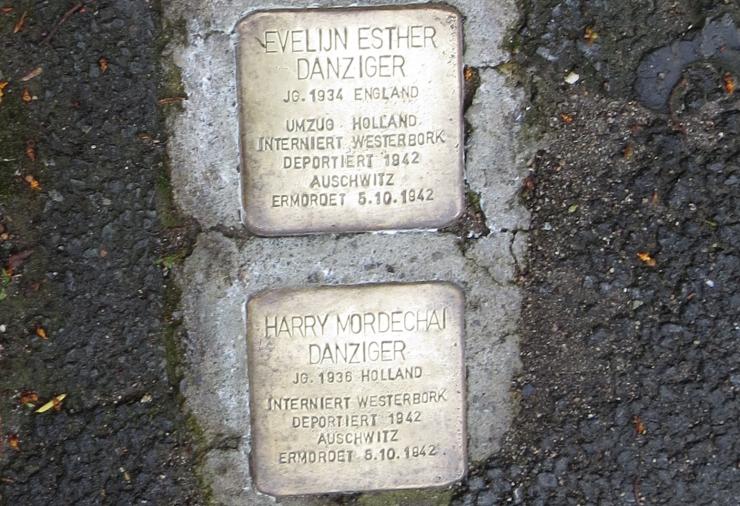 EVELIJN ESTHER
DANZIGER
JG. 1934 ENGLAND
UMZUG HOLLAND
INTERNIERT WESTERBORK
DEPORTIERT 1942
AUSCHWITZ
ERMORDET 5.10.1942
HARRY MORDECHAI
DANZIGER
JG. 1936 HOLLAND
INTERNIERT WESTERBORK
DEPORTIERT 1942
AUSCHWITZ
ERMORDET 5.10.1942